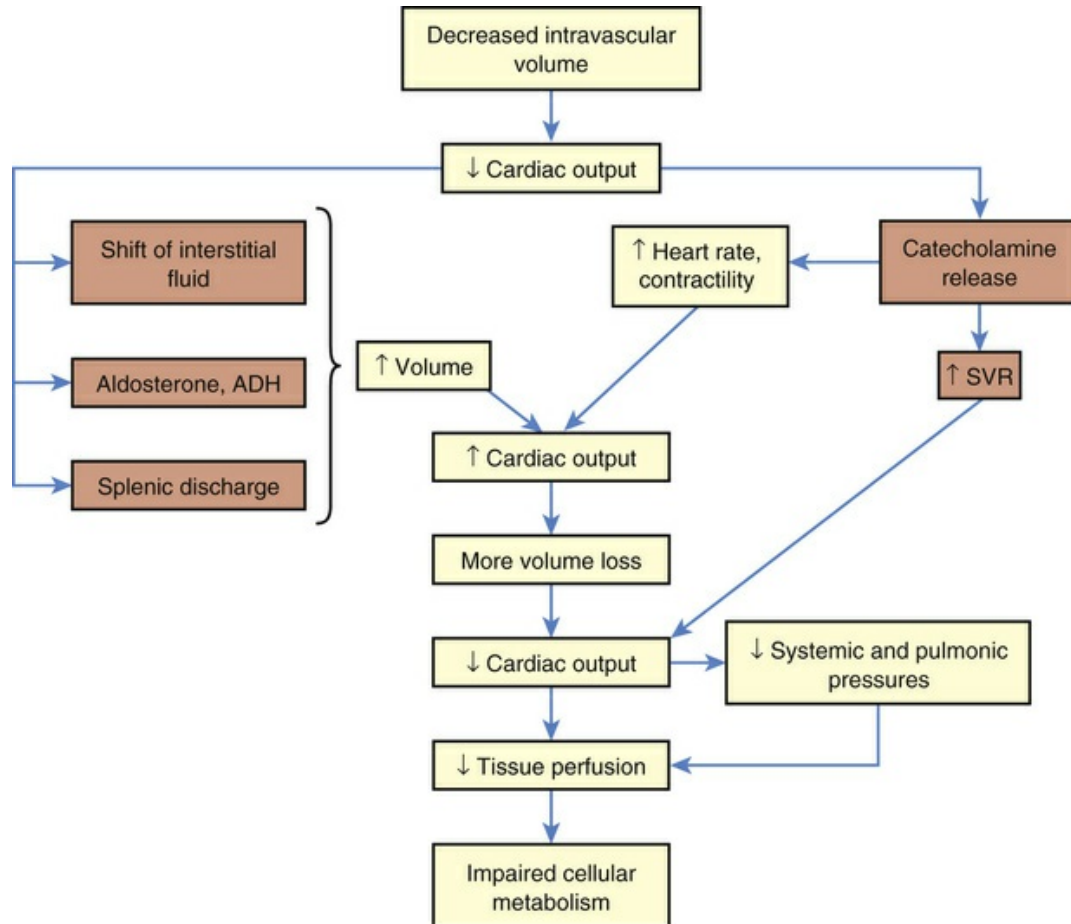 Decreased intravascular
volume
↓ Cardiac output
Shift of interstitial
fluid
↑ Heart rate,
contractility
Catecholamine
release
↑ Volume
Aldosterone, ADH
↑ SVR
↑ Cardiac output
Splenic discharge
More volume loss
↓ Cardiac output
↓ Systemic and pulmonic
pressures
↓ Tissue perfusion
Impaired cellular
metabolism